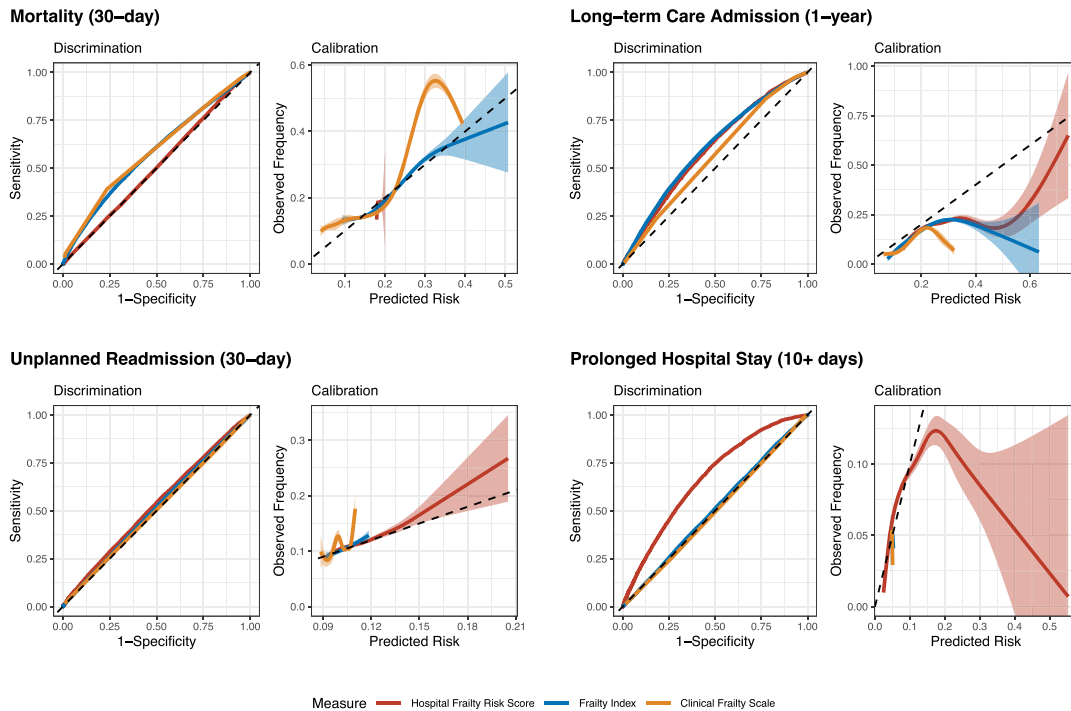 Mortality (30−day)
Long−term Care Admission (1−year)
Discrimination
Calibration
Discrimination
Calibration
Sensitivity
1.00
0.75
0.50
0.25
0.00
0.00 0.25 0.50 0.75 1.00
1−Specificity
Observed Frequency
0.6
0.4
0.2
0.0
0.1 0.2 0.3 0.4 0.5
Predicted Risk
Sensitivity
1.00
0.75
0.50
0.25
0.00
0.00 0.25 0.50 0.75 1.00
1−Specificity
Observed Frequency
1.00
0.75
0.50
0.25
0.00
0.2 0.4 0.6
Predicted Risk
Unplanned Readmission (30−day)
Prolonged Hospital Stay (10+ days)
Discrimination
Calibration
Discrimination
Calibration
Sensitivity
1.00
0.75
0.50
0.25
0.00
0.00 0.25 0.50 0.75 1.00
1−Specificity
Observed Frequency
0.3
0.2
0.1
0.0
0.09 0.12 0.15 0.18 0.21
Predicted Risk
Sensitivity
1.00
0.75
0.50
0.25
0.00
0.00 0.25 0.50 0.75 1.00
1−Specificity
Observed Frequency
0.10
0.05
0.00
0.0 0.1 0.2 0.3 0.4 0.5
Predicted Risk
Measure Hospital Frailty Risk Score Frailty Index Clinical Frailty Scale